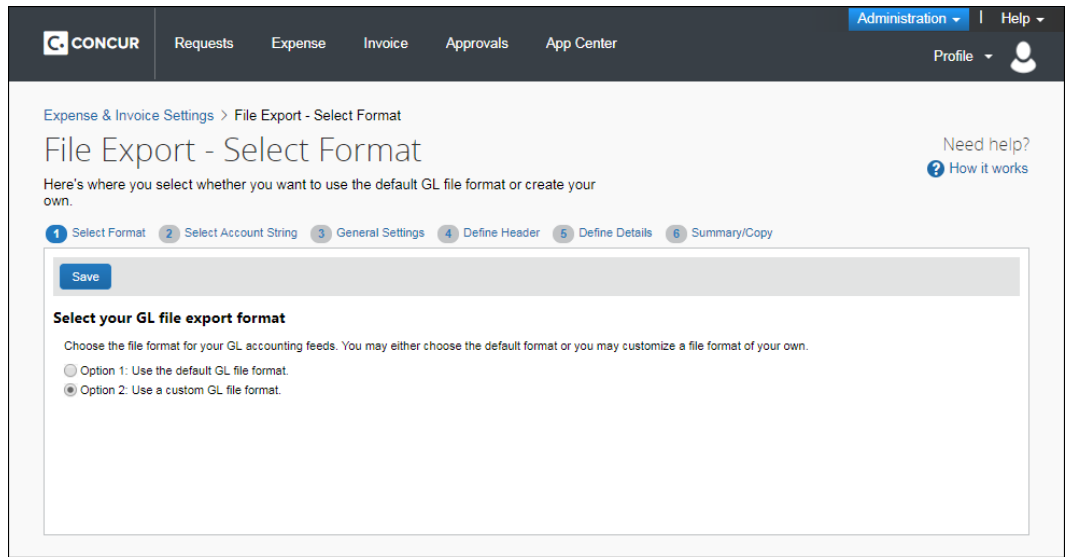 Administration | Help
C. CONCUR Requests Expense Invoice Approvals App Center
Profile
Expense & Invoice Settings > File Export - Select Format
File Export - Select Format
Need help?
? How it works
Here's where you select whether you want to use the default GL file format or create your
own.
1 Select Format 2 Select Account String 3 General Settings 4 Define Header 5 Define Details 6 Summary/Copy
Save
Select your GL file export format
Choose the file format for your GL accounting feeds. You may either choose the default format or you may customize a file format of your own.
Option 1: Use the default GL file format.
Option 2: Use a custom GL file format.